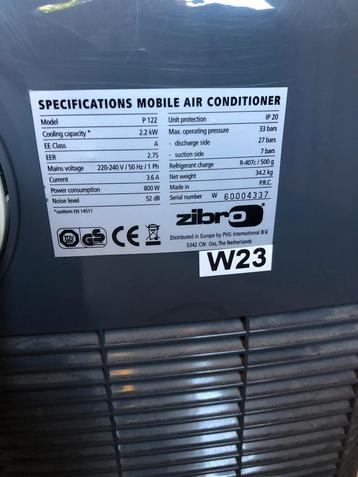 SPECIFICATIONS MOBILE AIR CONDITIONER
Model P 122
Cooling capacity * 2.2 kW
EE Class A
EER 2.75
Mains voltage 220-240 V / 50 Hz / 1 Ph
Current 3.6 A
Power consumption 800 W
Noise level 52 dB
*conform EN 14511
Unit protection IP 20
Max. operating pressure 33 bars
- discharge side 27 bars
- suction side 7 bars
Refrigerant charge R-407c / 500 g
Net weight 34.2 kg
Made in P.R.C.
Serial number W 60004337
zibro
Distributed in Europe by PVG International B.V.
5342 CW Oss, The Netherlands
CE
W23